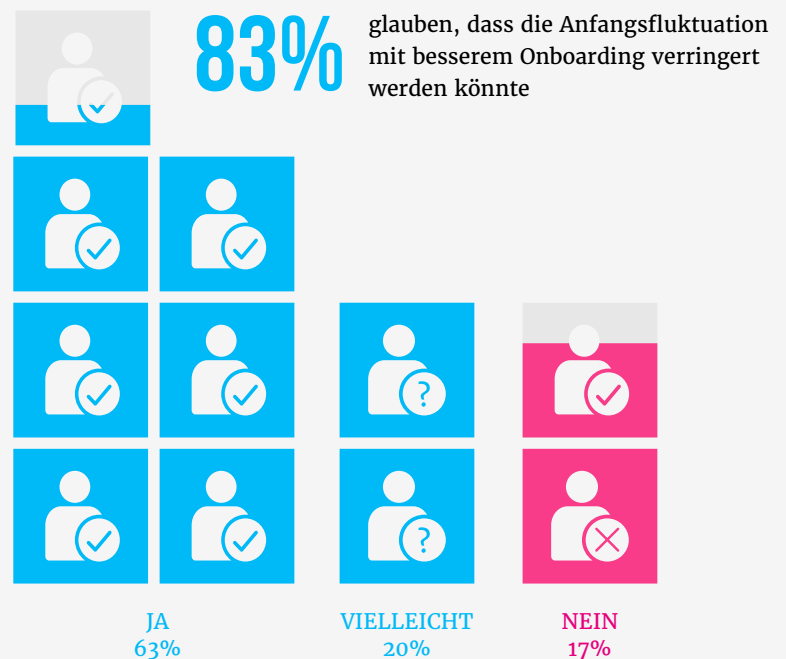 83%
glauben, dass die Anfangsfluktuation
mit besserem Onboarding verringert
werden könnte
?
?
JA
63%
VIELLEICHT
20%
NEIN
17%